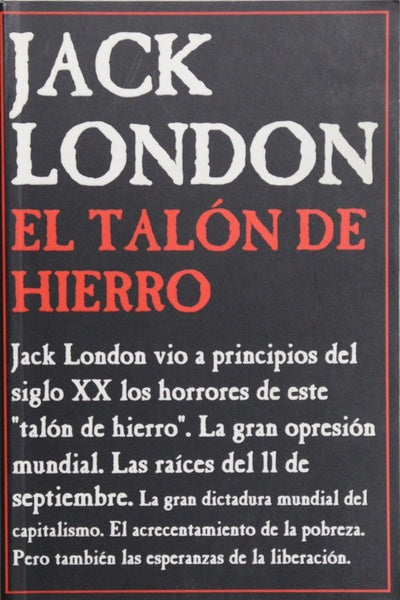 JACK
LONDON
EL TALÓN DE
HIERRO
Jack London vio a principios del
siglo XX los horrores de este
"talón de hierro". La gran opresión
mundial. Las raíces del 11 de
septiembre. La gran dictadura mundial del
capitalismo. El acrecentamiento de la pobreza.
Pero también las esperanzas de la liberación.